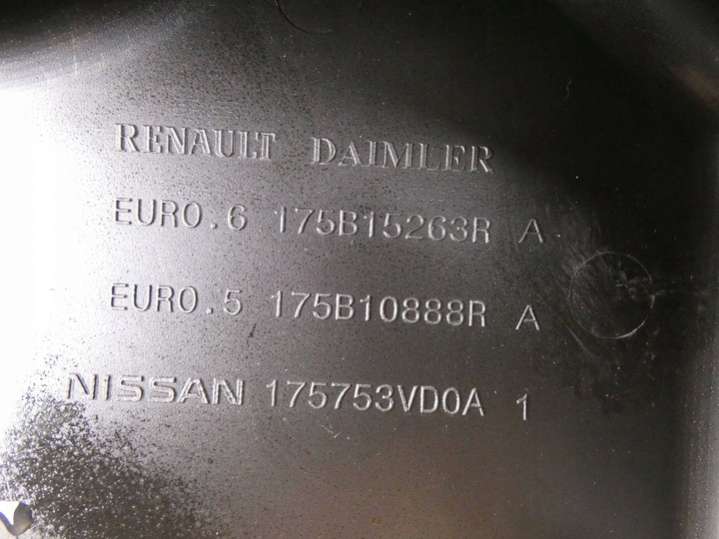 RENAULT DAIMLER
EURO.6 175B15263R A
EURO.5 175B10888R A
NISSAN 175753VD0A 1